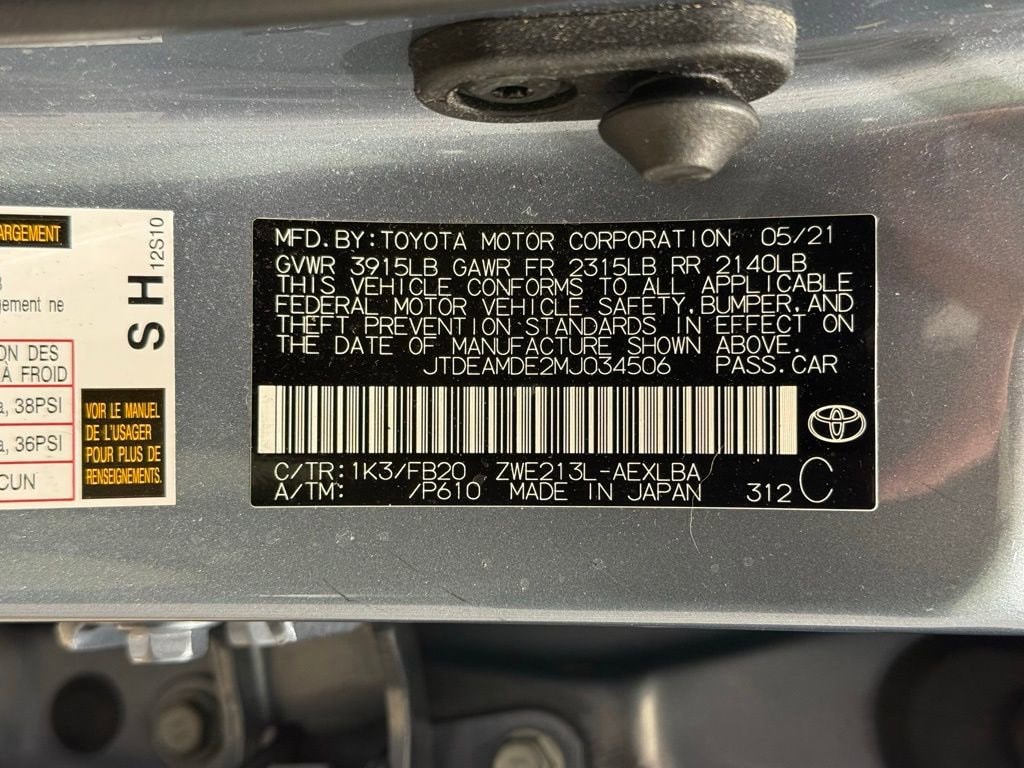 ARGEMENT
gement ne
ON DES
À FROID
a, 38PSI
a, 36PSI
CUN
S H
12S10
VOIR LE MANUEL
DE L'USAGER
POUR PLUS DE
RENSEIGNEMENTS.
MFD.BY:TOYOTA MOTOR CORPORATION 05/21
GVWR 3915LB GAWR FR 2315LB RR 2140LB
THIS VEHICLE CONFORMS TO ALL APPLICABLE
FEDERAL MOTOR VEHICLE SAFETY,BUMPER,AND
THEFT PREVENTION STANDARDS IN EFFECT ON
THE DATE OF MANUFACTURE SHOWN ABOVE.
JTDEAMDE2MJ034506 PASS.CAR
C/TR:1K3/FB20 ZWE213L-AEXLBA
A/TM: /P610 MADE IN JAPAN 312 C